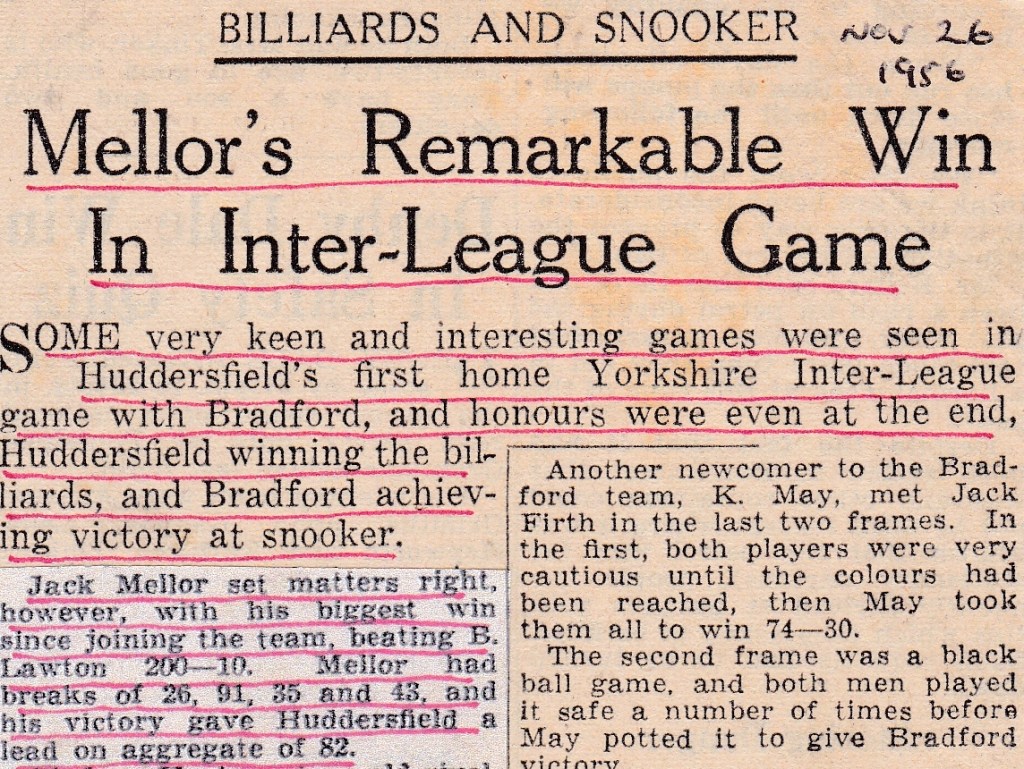 BILLIARDS AND SNOOKER
Nov 26
1956
Mellor's Remarkable Win
In Inter-League Game
SOME very keen and interesting games were seen in
Huddersfield's first home Yorkshire Inter-League
game with Bradford, and honours were even at the end,
Huddersfield winning the bil-
liards, and Bradford achiev-
ing victory at snooker.
Jack Mellor set matters right,
however, with his biggest win
since joining the team, beating B.
Lawton 200—10. Mellor had
breaks of 26, 91, 35 and 43, and
his victory gave Huddersfield a
lead on aggregate of 82.
Another newcomer to the Brad-
ford team, K. May, met Jack
Firth in the last two frames. In
the first, both players were very
cautious until the colours had
been reached, then May took
them all to win 74—30.
The second frame was a black
ball game, and both men played
it safe a number of times before
May potted it to give Bradford
victory.